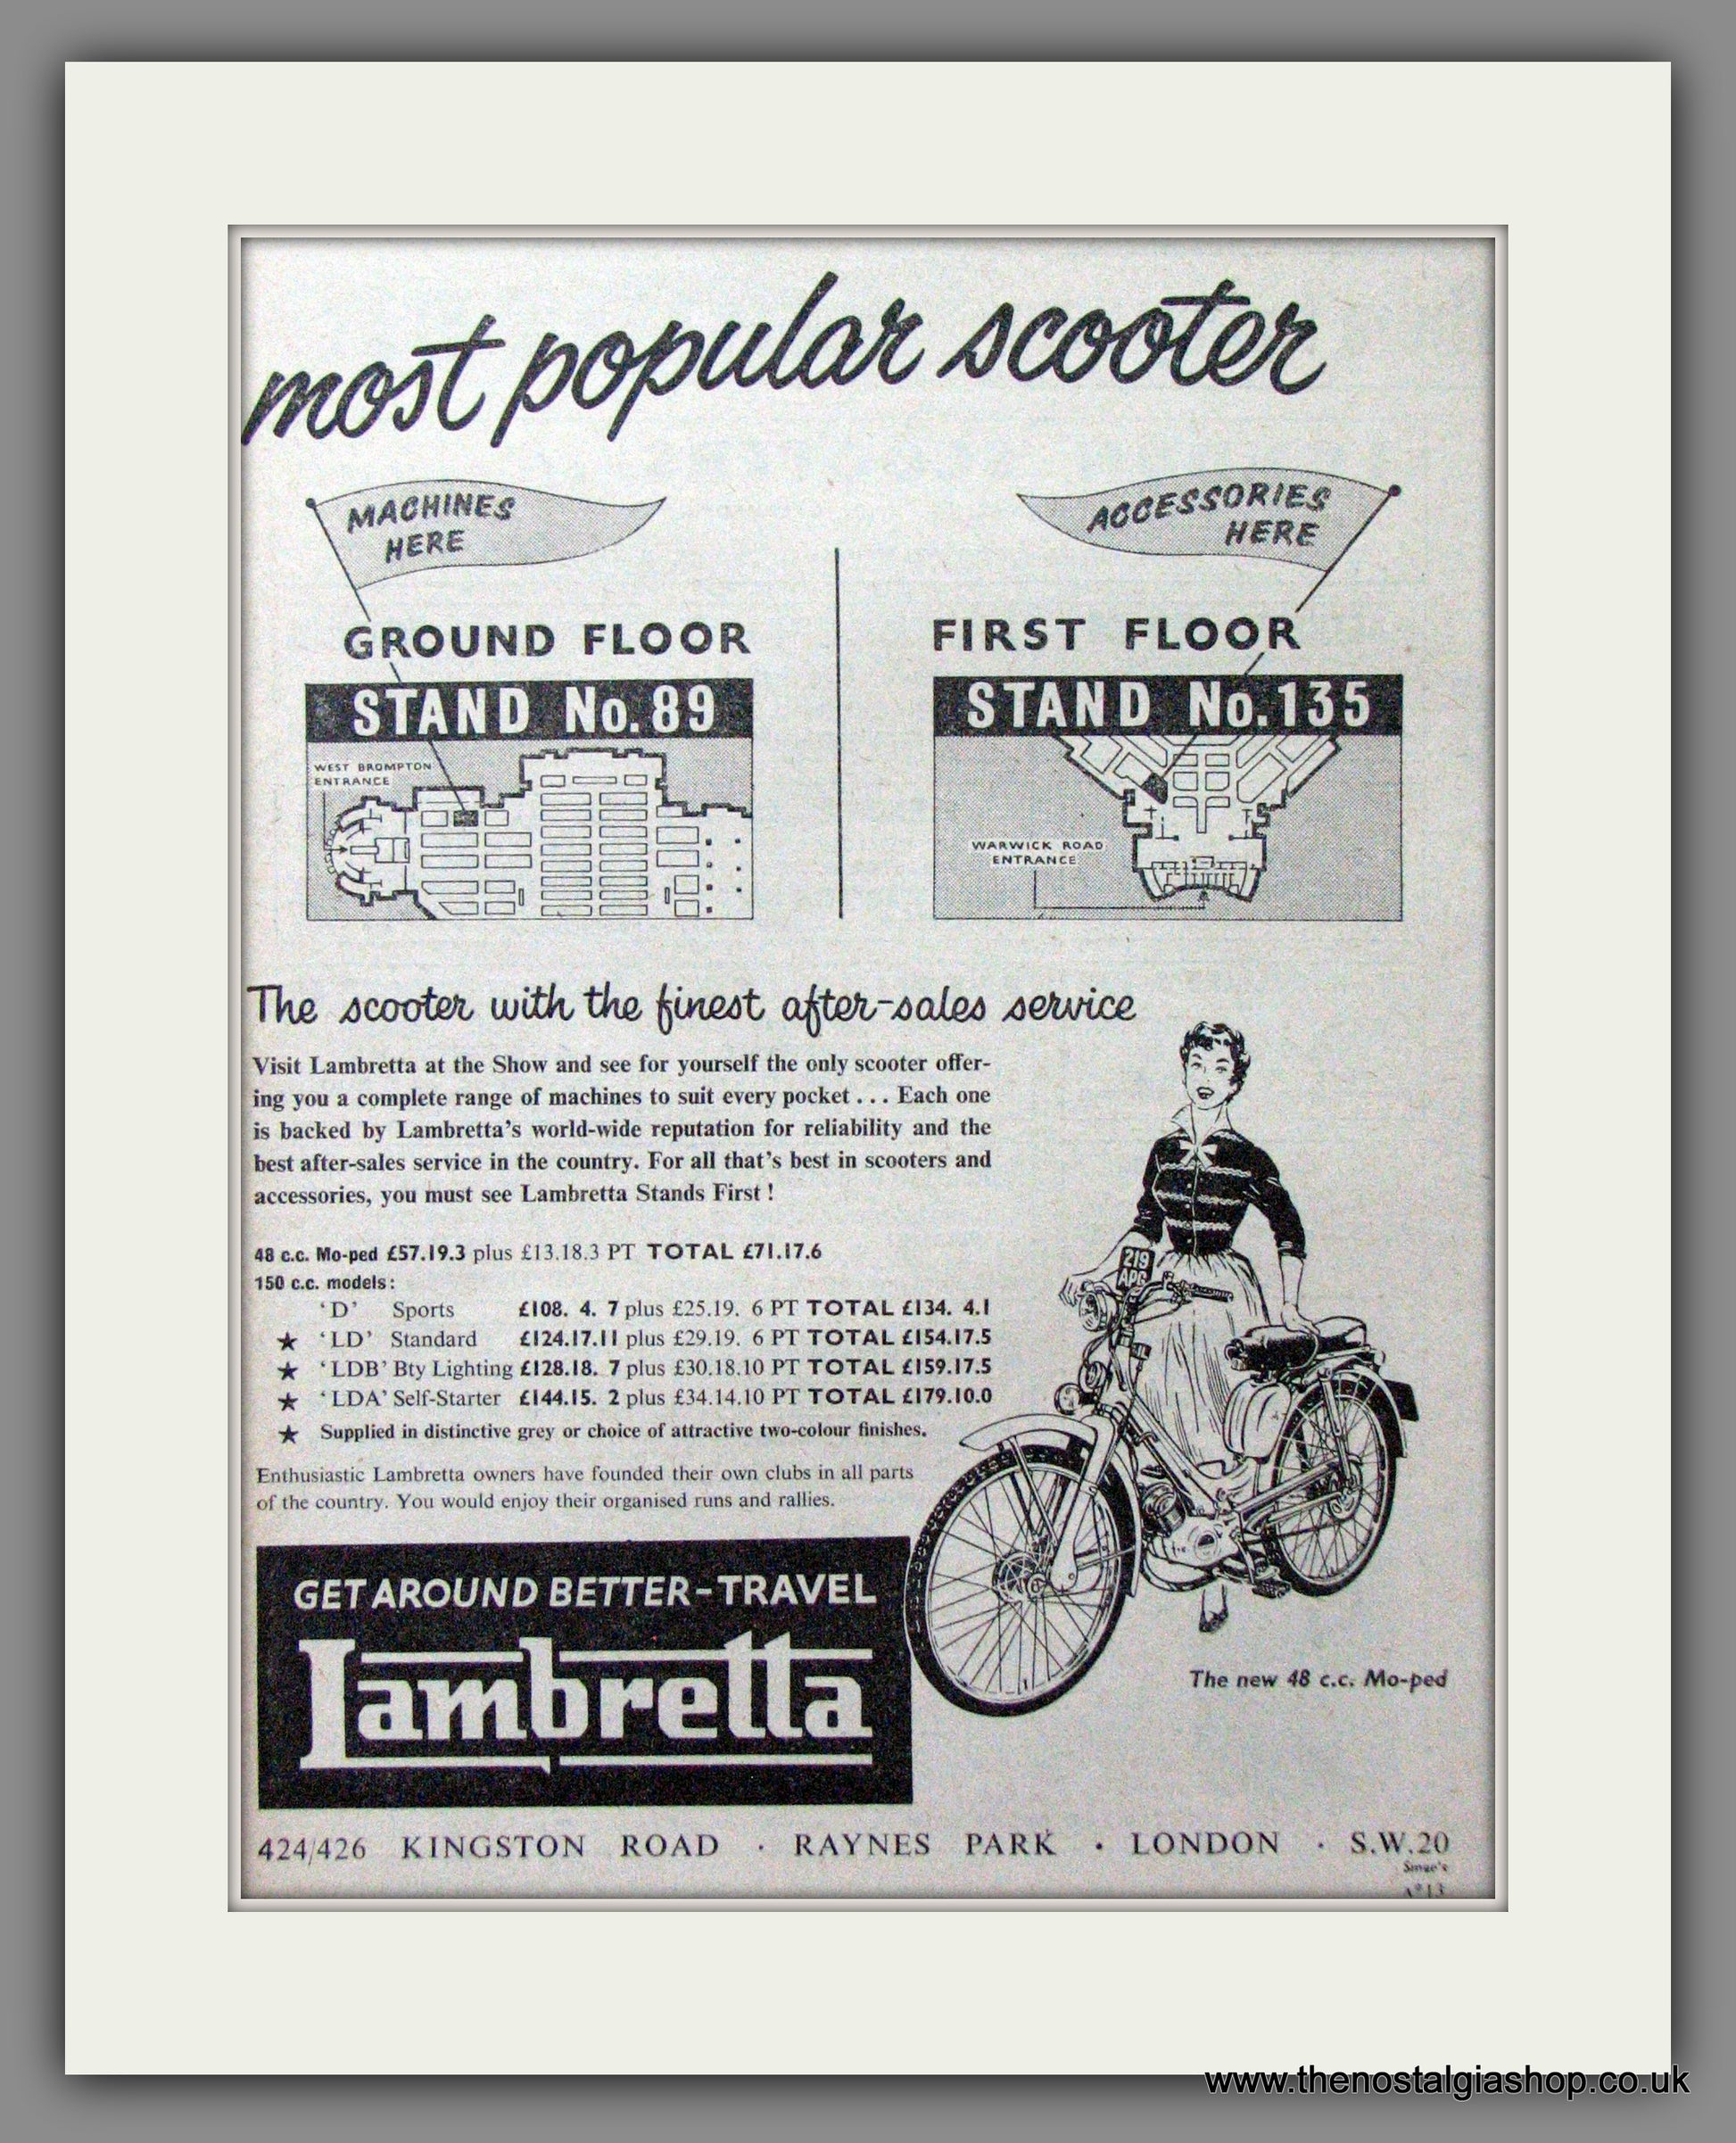 most popular scooter
MACHINES
HERE
ACCESSORIES
HERE
GROUND FLOOR
STAND No. 89
WEST BROMPTON
ENTRANCE
FIRST FLOOR
STAND No. 135
WARWICK ROAD
ENTRANCE
The scooter with the finest after-sales service
Visit Lambretta at the Show and see for yourself the only scooter offer-
ing you a complete range of machines to suit every pocket . . . Each one
is backed by Lambretta's world-wide reputation for reliability and the
best after-sales service in the country. For all that's best in scooters and
accessories, you must see Lambretta Stands First !
48 c.c. Mo-ped £57.19.3 plus £13.18.3 PT TOTAL £71.17.6
150 c.c. models:
'D' Sports £108. 4. 7 plus £25.19. 6 PT TOTAL £134. 4.1
★ 'LD' Standard £124.17.11 plus £29.19. 6 PT TOTAL £154.17.5
★ 'LDB' Bty Lighting £128.18. 7 plus £30.18.10 PT TOTAL £159.17.5
★ 'LDA' Self-Starter £144.15. 2 plus £34.14.10 PT TOTAL £179.10.0
★ Supplied in distinctive grey or choice of attractive two-colour finishes.
Enthusiastic Lambretta owners have founded their own clubs in all parts
of the country. You would enjoy their organised runs and rallies.
219
APC
GET AROUND BETTER-TRAVEL
Lambretta
The new 48 c.c. Mo-ped
424/426 KINGSTON ROAD · RAYNES PARK · LONDON · S.W.20
Smee's
www.thenostalgiashop.co.uk